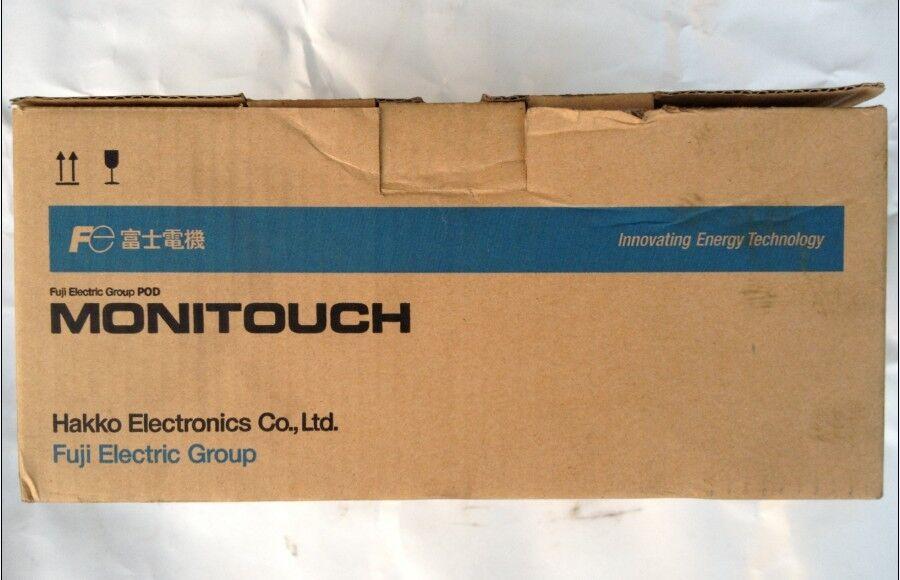 Fe 富士電機 Innovating Energy Technology
Fuji Electric Group POD
MONITOUCH
Hakko Electronics Co., Ltd.
Fuji Electric Group